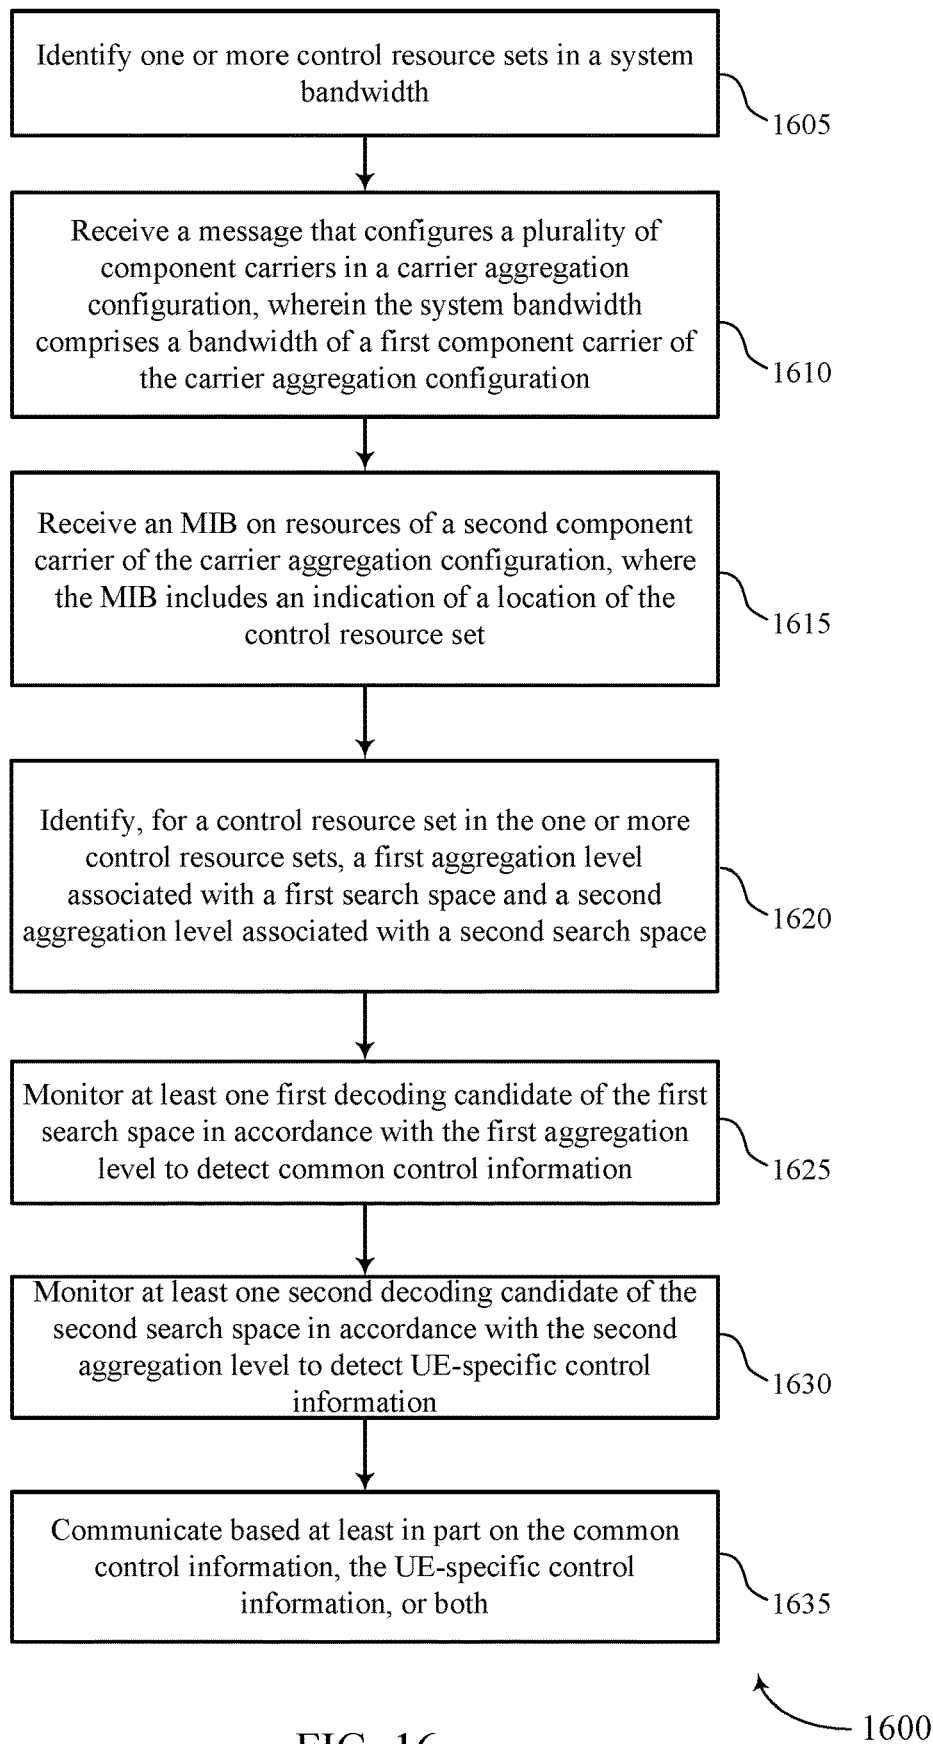 Identify one or more control resource sets in a system
bandwidth
1605
Receive a message that configures a plurality of
component carriers in a carrier aggregation
configuration, wherein the system bandwidth
comprises a bandwidth of a first component carrier of
the carrier aggregation configuration
1610
Receive an MIB on resources of a second component
carrier of the carrier aggregation configuration, where
the MIB includes an indication of a location of the
control resource set
1615
Identify, for a control resource set in the one or more
control resource sets, a first aggregation level
associated with a first search space and a second
aggregation level associated with a second search space
1620
Monitor at least one first decoding candidate of the first
search space in accordance with the first aggregation
level to detect common control information
1625
Monitor at least one second decoding candidate of the
second search space in accordance with the second
aggregation level to detect UE-specific control
information
1630
Communicate based at least in part on the common
control information, the UE-specific control
information, or both
1635
1600
FIG. 16